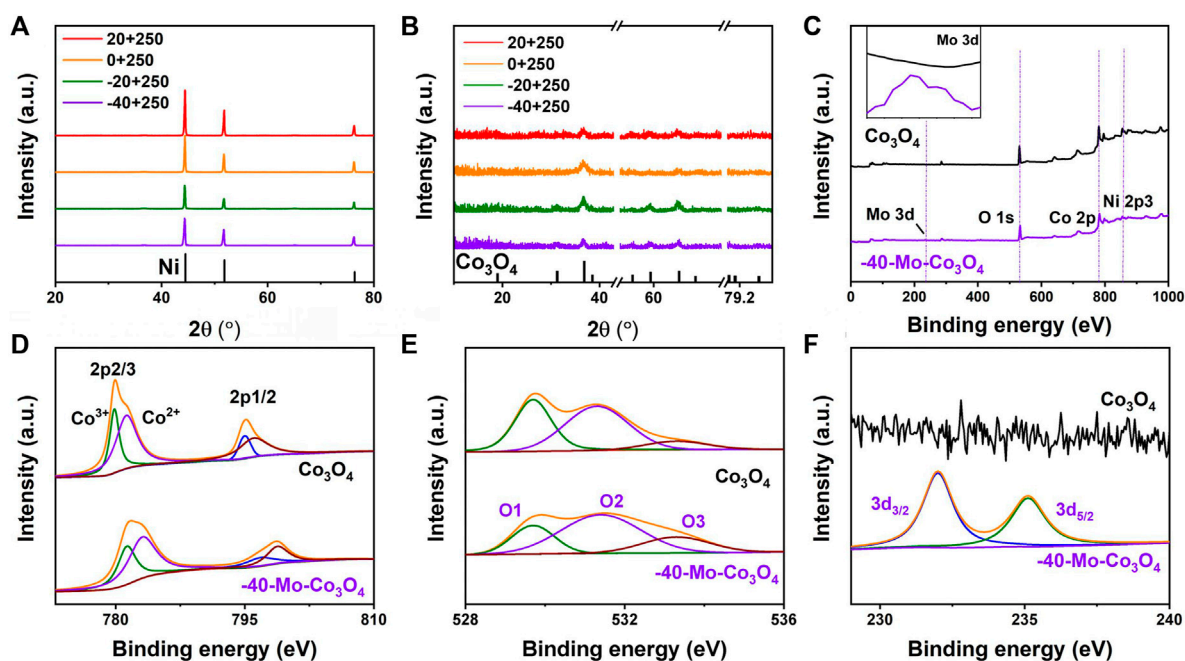 A
20+250
0+250
-20+250
-40+250
Ni
Intensity (a.u.)
20 40 60 80
2θ (°)
B
20+250
0+250
-20+250
-40+250
Co₃O₄
Intensity (a.u.)
20 40 60 79.2
2θ (°)
C
Mo 3d
Co₃O₄
Mo 3d
O 1s
Co 2p
Ni 2p3
-40-Mo-Co₃O₄
Intensity (a.u.)
0 200 400 600 800 1000
Binding energy (eV)
D
2p2/3
Co³⁺
Co²⁺
2p1/2
Co₃O₄
-40-Mo-Co₃O₄
Intensity (a.u.)
780 795 810
Binding energy (eV)
E
Co₃O₄
O1
O2
O3
-40-Mo-Co₃O₄
Intensity (a.u.)
528 532 536
Binding energy (eV)
F
Co₃O₄
3d₃/₂
3d₅/₂
-40-Mo-Co₃O₄
Intensity (a.u.)
230 235 240
Binding energy (eV)